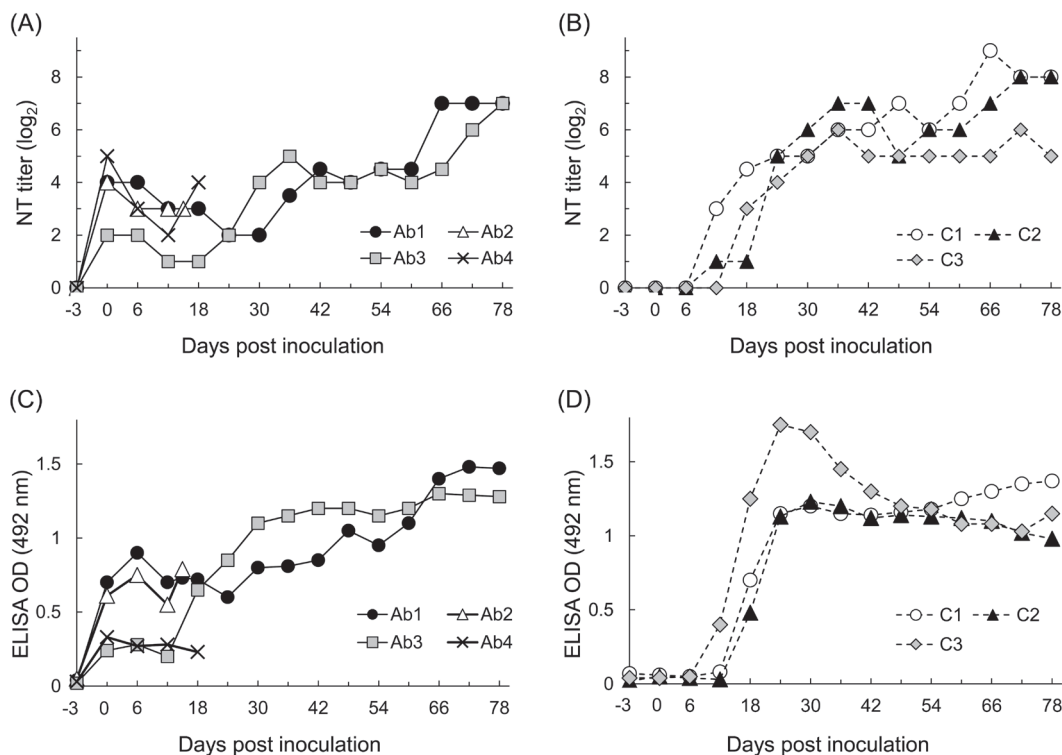 (A)
NT titer (log2)
8
6
4
2
0
-3 0 6 18 30 42 54 66 78
Days post inoculation
Ab1 Ab2
Ab3 Ab4
(B)
NT titer (log2)
8
6
4
2
0
-3 0 6 18 30 42 54 66 78
Days post inoculation
C1 C2
C3
(C)
ELISA OD (492 nm)
1.5
1
0.5
0
-3 0 6 18 30 42 54 66 78
Days post inoculation
Ab1 Ab2
Ab3 Ab4
(D)
ELISA OD (492 nm)
1.5
1
0.5
0
-3 0 6 18 30 42 54 66 78
Days post inoculation
C1 C2
C3